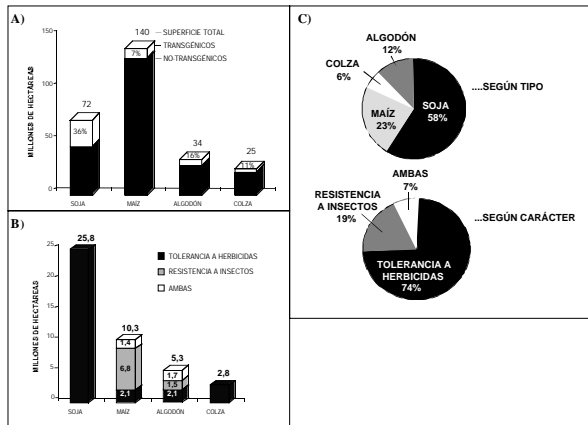 A)
140
SUPERFICIE TOTAL
TRANSGÉNICOS
NO-TRANSGÉNICOS
7%
72
36%
34
16%
25
11%
MILLONES DE HECTÁREAS
150
100
50
0
SOJA MAÍZ ALGODÓN COLZA
B)
25,8
TOLERANCIA A HERBICIDAS
RESISTENCIA A INSECTOS
AMBAS
10,3
1,4
6,8
2,1
5,3
1,7
1,5
2,1
2,8
MILLONES DE HECTÁREAS
25
20
15
10
5
0
SOJA MAÍZ ALGODÓN COLZA
C)
ALGODÓN
12%
COLZA
6%
MAÍZ
23%
SOJA
58%
....SEGÚN TIPO
AMBAS
7%
RESISTENCIA
A INSECTOS
19%
...SEGÚN CARÁCTER
TOLERANCIA A
HERBICIDAS
74%